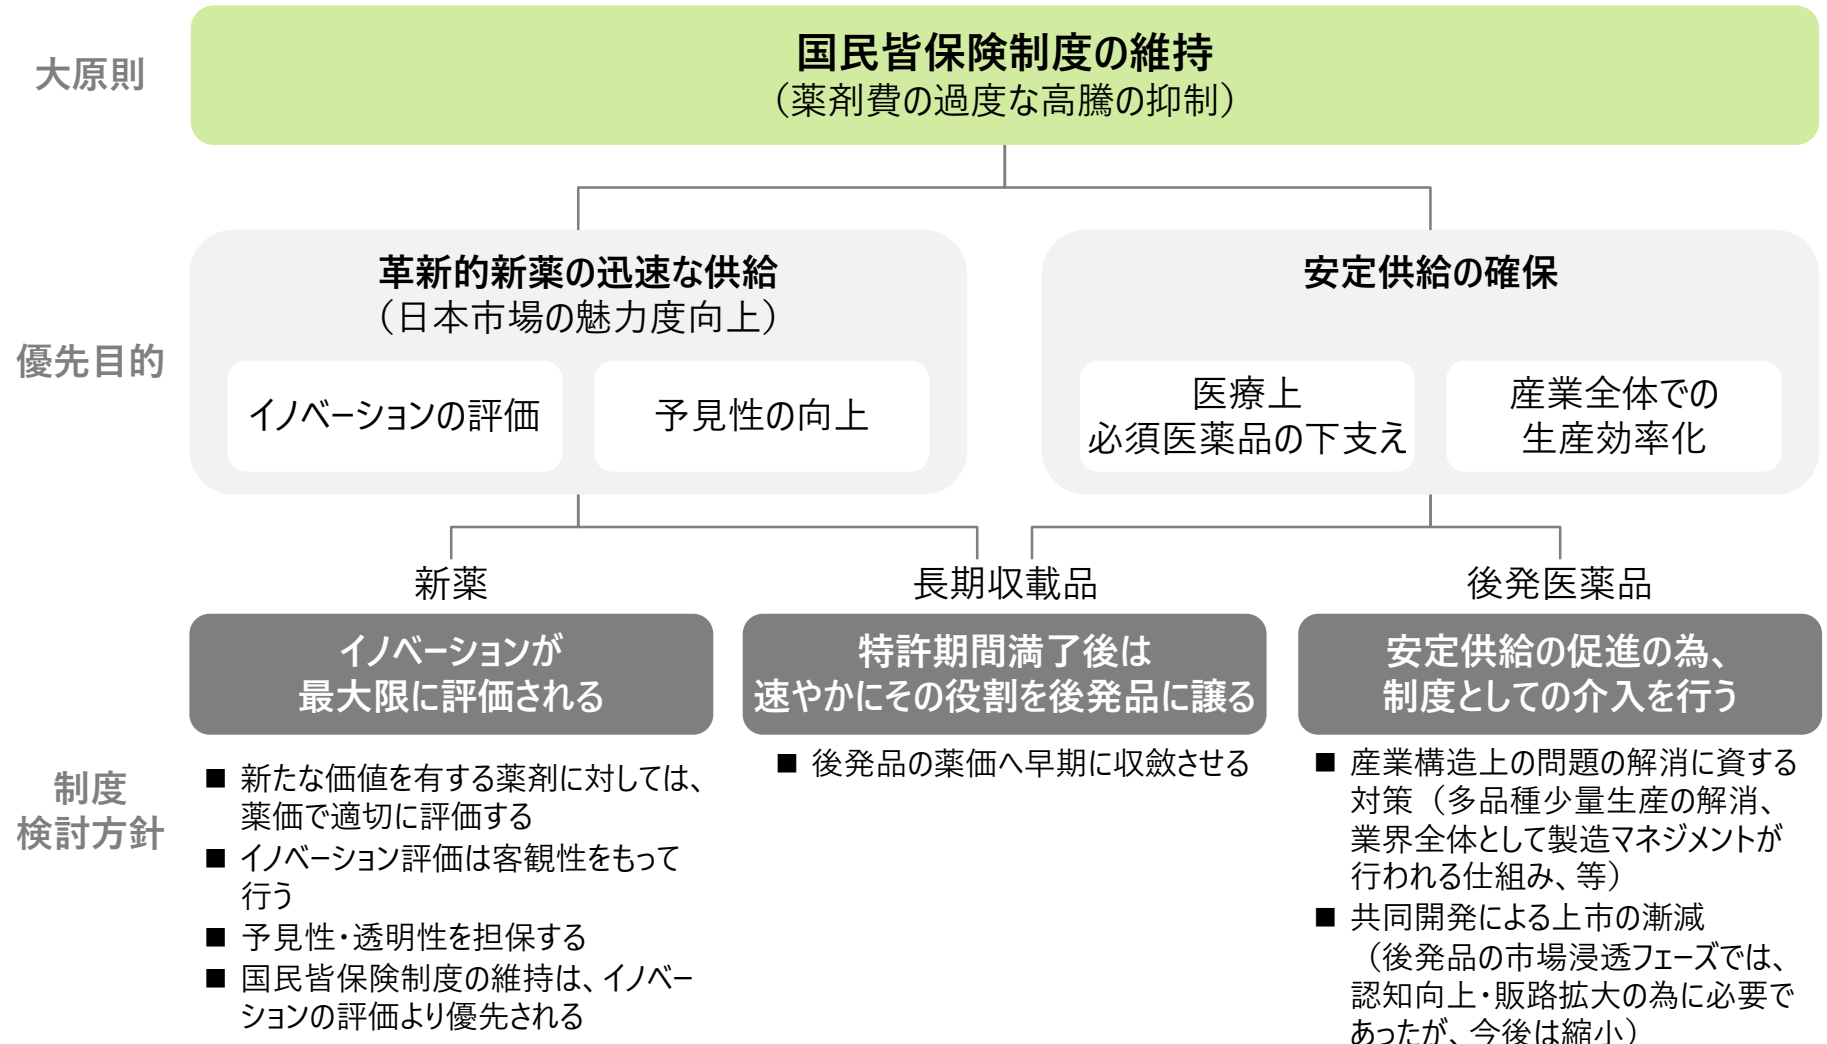 大原則
国民皆保険制度の維持
（薬剤費の過度な高騰の抑制）
優先目的
革新的新薬の迅速な供給
（日本市場の魅力度向上）
イノベーションの評価
予見性の向上
安定供給の確保
医療上
必須医薬品の下支え
産業全体での
生産効率化
制度
検討方針
新薬
イノベーションが
最大限に評価される
■ 新たな価値を有する薬剤に対しては、
薬価で適切に評価する
■ イノベーション評価は客観性をもって
行う
■ 予見性・透明性を担保する
■ 国民皆保険制度の維持は、イノベー
ションの評価より優先される
長期収載品
特許期間満了後は
速やかにその役割を後発品に譲る
■ 後発品の薬価へ早期に収斂させる
後発医薬品
安定供給の促進の為、
制度としての介入を行う
■ 産業構造上の問題の解消に資する
対策（多品種少量生産の解消、
業界全体として製造マネジメントが
行われる仕組み、等）
■ 共同開発による上市の漸減
（後発品の市場浸透フェーズでは、
認知向上・販路拡大の為に必要で
あったが、今後は縮小）